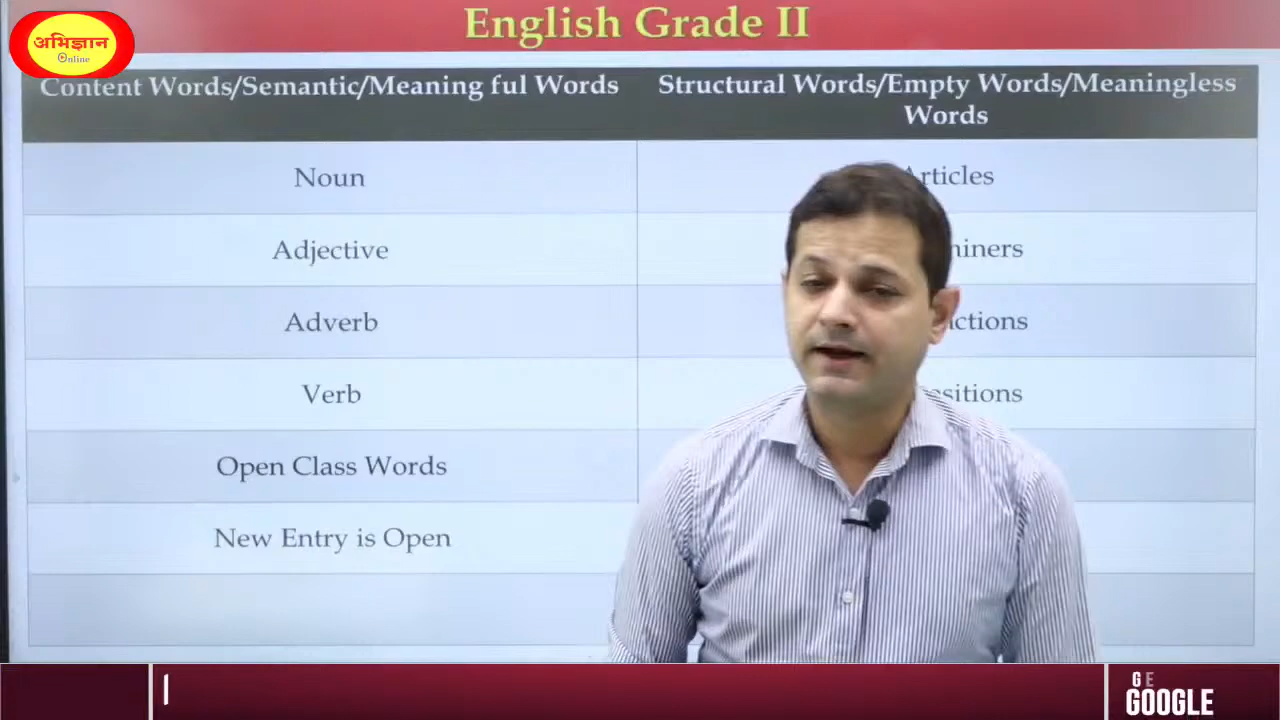 English Grade II
अभिज्ञान
Online
Content Words/Semantic/Meaning ful Words
Structural Words/Empty Words/Meaningless
Words
Noun
Articles
Adjective
Adverb
Verb
Open Class Words
New Entry is Open
G E
GOOGLE